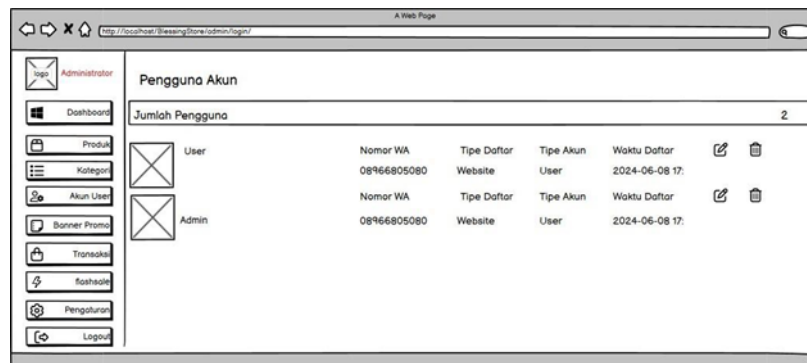 A Web Page
http://localhost/BlessingStore/admin/login/
logo Administrator
Dashboard
Produk
Kategori
Akun User
Banner Promo
Transaksi
flashsale
Pengaturan
Logout
Pengguna Akun
Jumlah Pengguna 2
User Nomor WA Tipe Daftar Tipe Akun Waktu Daftar
08966805080 Website User 2024-06-08 17:
Nomor WA Tipe Daftar Tipe Akun Waktu Daftar
Admin 08966805080 Website User 2024-06-08 17: